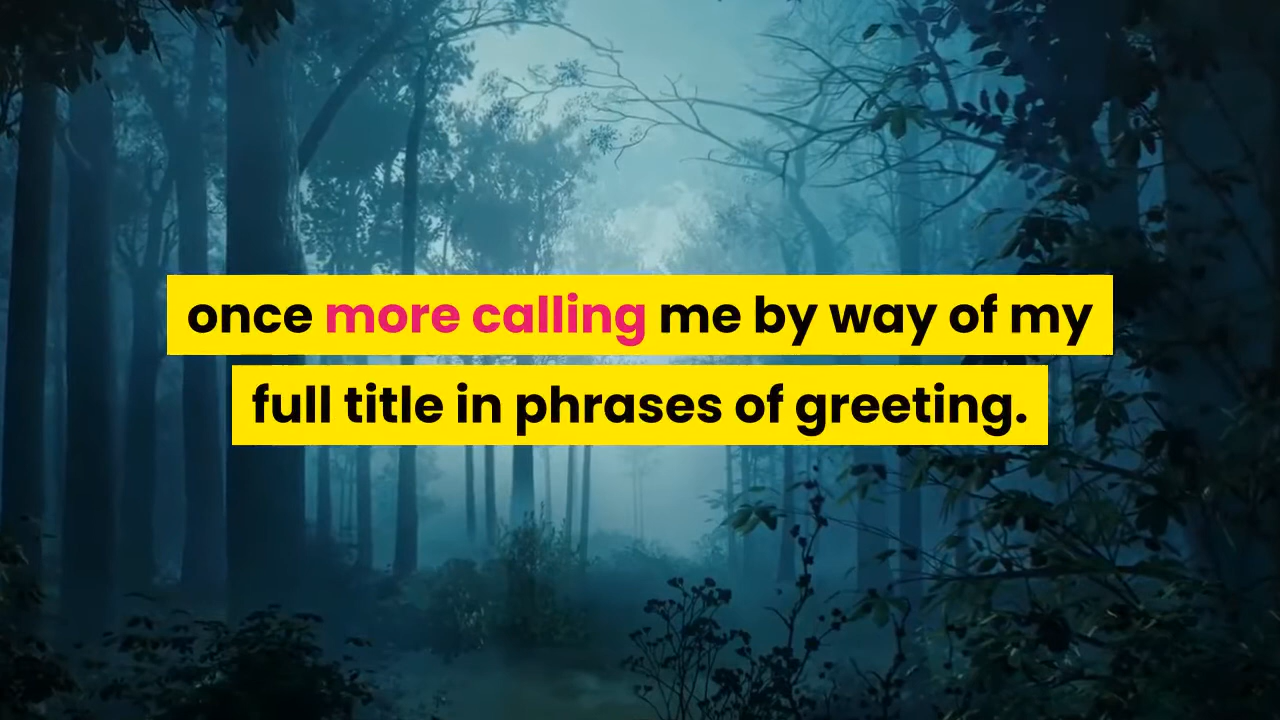 once more calling me by way of my
full title in phrases of greeting.